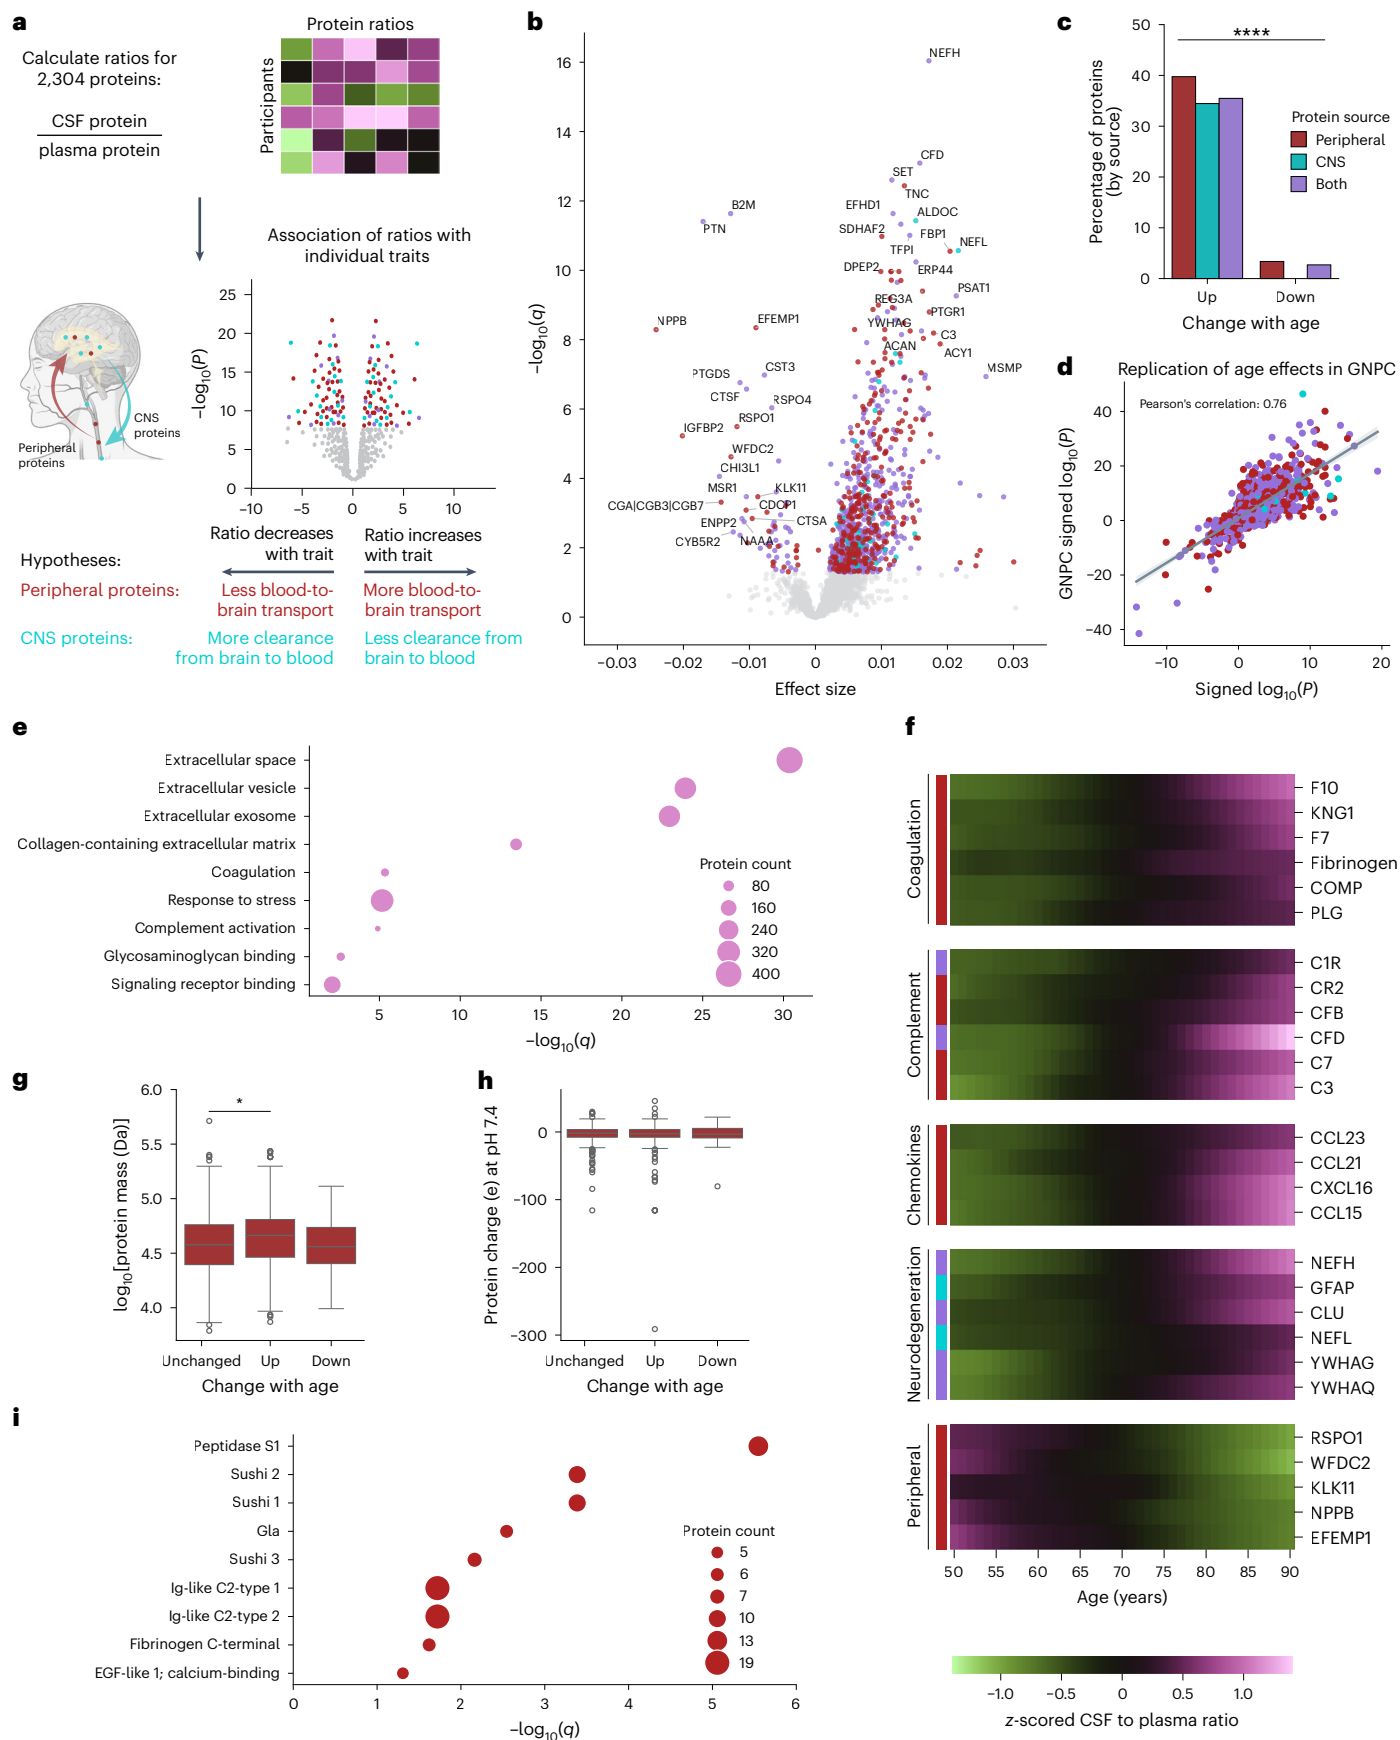 a
Calculate ratios for
2,304 proteins:
CSF protein
plasma protein
Protein ratios
Participants
Association of ratios with
individual traits
−log10(P)
25
20
15
10
5
0
−10
−5
0
5
10
CNS
proteins
Peripheral
proteins
Ratio decreases
with trait
Ratio increases
with trait
Hypotheses:
Peripheral proteins:
Less blood-to-
brain transport
More blood-to-
brain transport
CNS proteins:
More clearance
from brain to blood
Less clearance from
brain to blood
b
−log10(q)
16
14
12
10
8
6
4
2
0
NEFH
CFD
SET
TNC
B2M
PTN
EFHD1
ALDOC
SDHAF2
FBP1
NEFL
TFPI
DPEP2
ERP44
PSAT1
REG3A
PTGR1
NPPB
EFEMP1
YWHAG
C3
ACAN
ACY1
PTGDS
CST3
MSMP
CTSF
RSPO4
RSPO1
IGFBP2
WFDC2
CHI3L1
MSR1
KLK11
CGA|CGB3|CGB7
CDCP1
ENPP2
CTSA
CYB5R2
NAAA
−0.03
−0.02
−0.01
0
0.01
0.02
0.03
Effect size
c
Percentage of proteins
(by source)
50
40
30
20
10
0
****
Up
Down
Change with age
Protein source
Peripheral
CNS
Both
d
Replication of age effects in GNPC
Pearson's correlation: 0.76
GNPC signed log10(P)
40
20
0
−20
−40
−10
0
10
20
Signed log10(P)
e
Extracellular space
Extracellular vesicle
Extracellular exosome
Collagen-containing extracellular matrix
Coagulation
Response to stress
Complement activation
Glycosaminoglycan binding
Signaling receptor binding
Protein count
80
160
240
320
400
5
10
15
20
25
30
−log10(q)
f
Coagulation
F10
KNG1
F7
Fibrinogen
COMP
PLG
Complement
C1R
CR2
CFB
CFD
C7
C3
Chemokines
CCL23
CCL21
CXCL16
CCL15
Neurodegeneration
NEFH
GFAP
CLU
NEFL
YWHAG
YWHAQ
Peripheral
RSPO1
WFDC2
KLK11
NPPB
EFEMP1
50
55
60
65
70
75
80
85
90
Age (years)
−1.0
−0.5
0
0.5
1.0
z-scored CSF to plasma ratio
g
log10[protein mass (Da)]
6.0
5.5
5.0
4.5
4.0
*
Unchanged
Up
Down
Change with age
h
Protein charge (e) at pH 7.4
0
−100
−200
−300
Unchanged
Up
Down
Change with age
i
Peptidase S1
Sushi 2
Sushi 1
Gla
Sushi 3
Ig-like C2-type 1
Ig-like C2-type 2
Fibrinogen C-terminal
EGF-like 1; calcium-binding
Protein count
5
6
7
10
13
19
0
1
2
3
4
5
6
−log10(q)